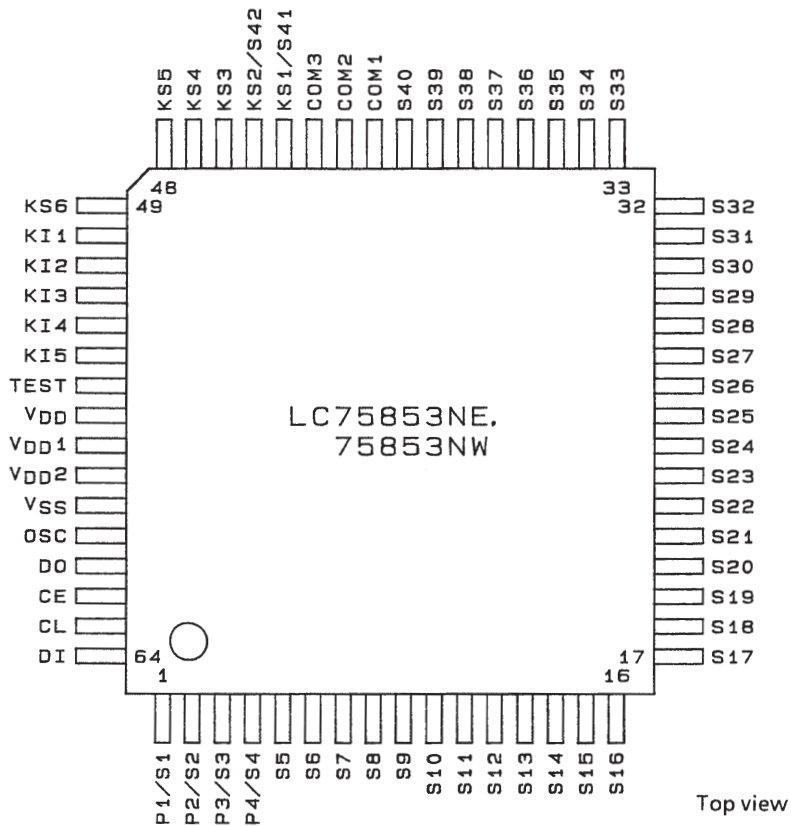 KS5
KS4
KS3
KS2/S42
KS1/S41
COM3
COM2
COM1
S40
S39
S38
S37
S36
S35
S34
S33
48
33
49
32
KS6
KI1
KI2
KI3
KI4
KI5
TEST
VDD
VDD1
VDD2
VSS
OSC
DO
CE
CL
DI
LC75853NE,
75853NW
S32
S31
S30
S29
S28
S27
S26
S25
S24
S23
S22
S21
S20
S19
S18
S17
64
17
1
16
P1/S1
P2/S2
P3/S3
P4/S4
S5
S6
S7
S8
S9
S10
S11
S12
S13
S14
S15
S16
Top view